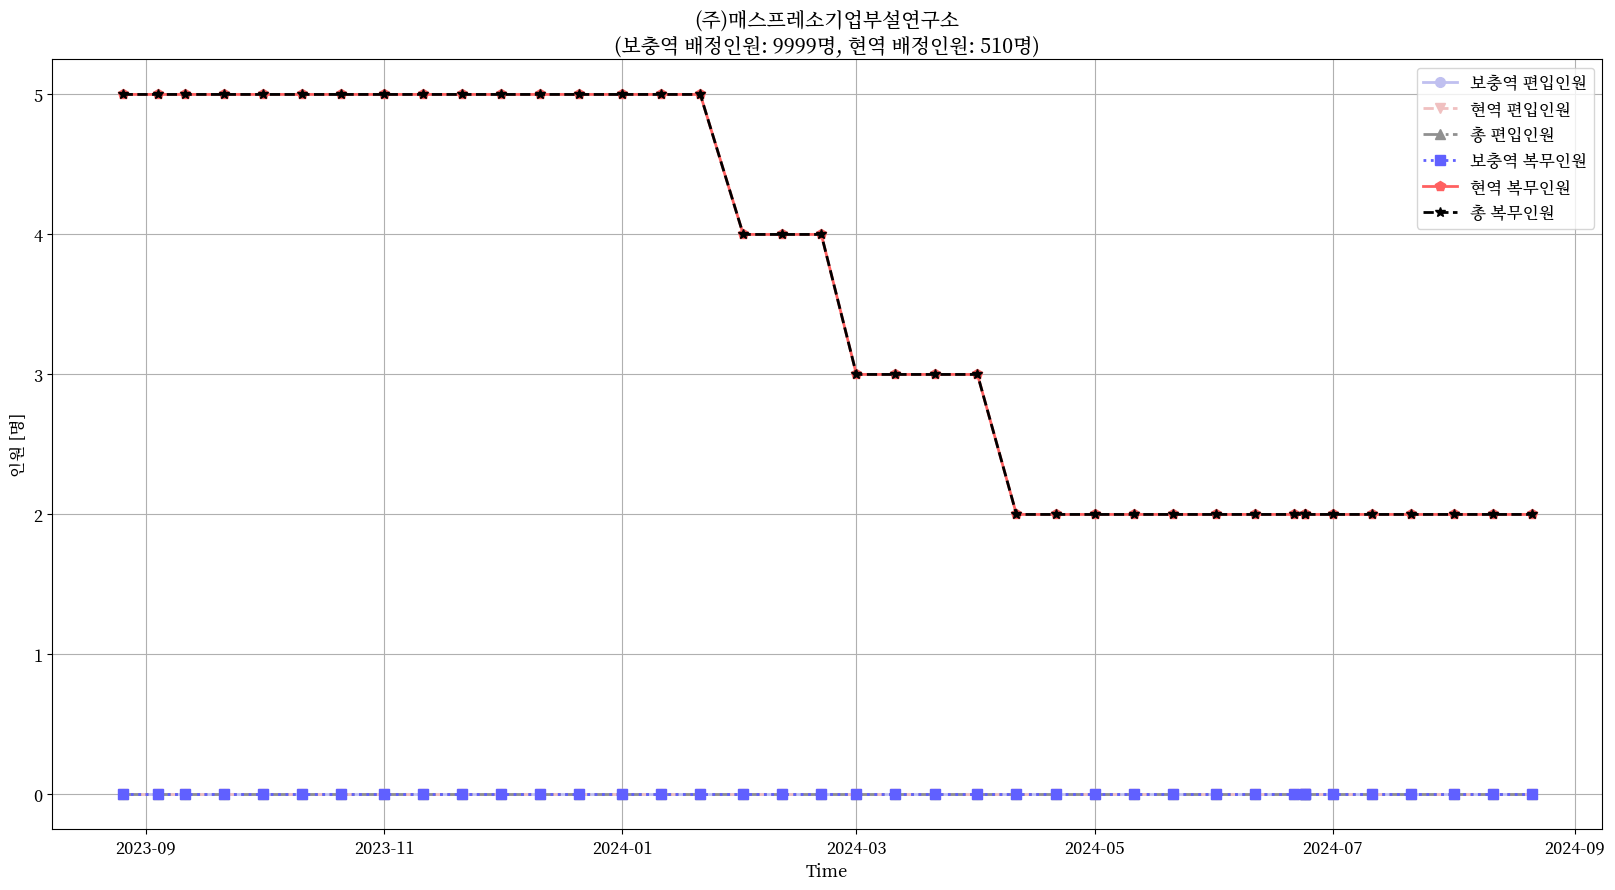 (주)매스프레소기업부설연구소
(보충역 배정인원: 9999명, 현역 배정인원: 510명)
보충역 편입인원
현역 편입인원
총 편입인원
보충역 복무인원
현역 복무인원
총 복무인원
인원 [명]
5
4
3
2
1
0
2023-09
2023-11
2024-01
2024-03
2024-05
2024-07
2024-09
Time